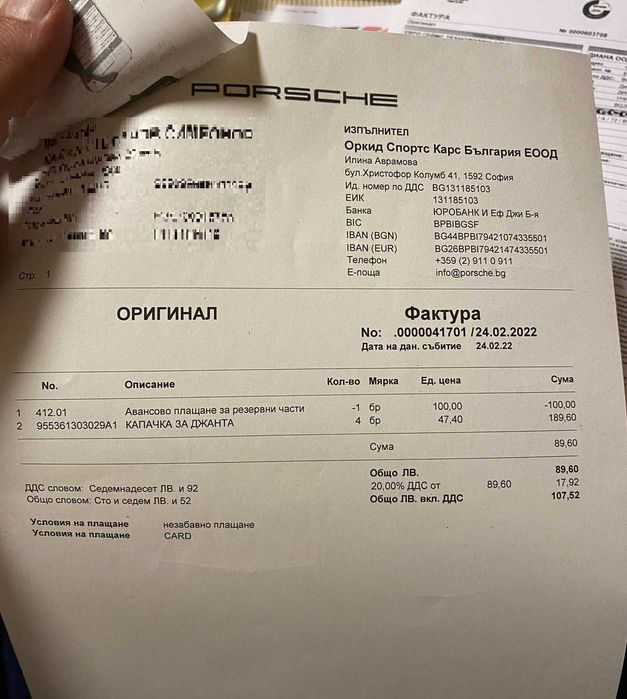 ФАКТУРА
Оригинал
No 0000603708
PORSCHE
ИЗПЪЛНИТЕЛ
Оркид Спортс Карс България ЕООД
Илина Аврамова
бул.Христофор Колумб 41, 1592 София
Ид. номер по ДДС BG131185103
ЕИК 131185103
Банка ЮРОБАНК И Еф Джи Б-я
BIC BPBIBGSF
IBAN (BGN) BG44BPBI79421074335501
IBAN (EUR) BG26BPBI79421474335501
Телефон +359 (2) 911 0 911
Е-поща info@porsche.bg
Стр. 1
ОРИГИНАЛ
Фактура
No: .0000041701 /24.02.2022
Дата на дан. събитие 24.02.22
No. Описание Кол-во Мярка Ед. цена Сума
1 412.01 Авансово плащане за резервни части -1 бр 100,00 -100,00
2 955361303029A1 КАПАЧКА ЗА ДЖАНТА 4 бр 47,40 189,60
Сума 89,60
Общо ЛВ. 89,60
ДДС словом: Седемнадесет ЛВ. и 92 20,00% ДДС от 89,60 17,92
Общо словом: Сто и седем ЛВ. и 52 Общо ЛВ. вкл. ДДС 107,52
Условия на плащане незабавно плащане
Условия на плащане CARD